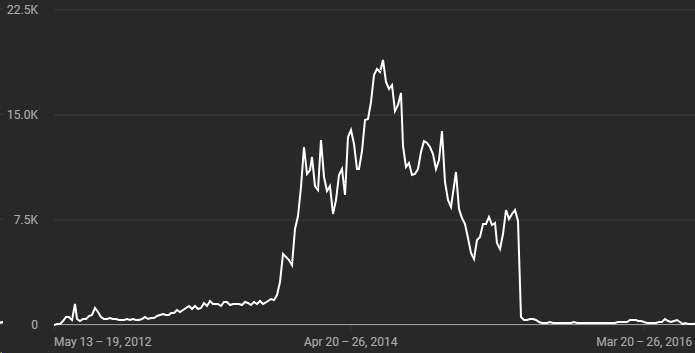 22.5K
15.0K
7.5K
0
May 13 – 19, 2012
Apr 20 – 26, 2014
Mar 20 – 26, 2016